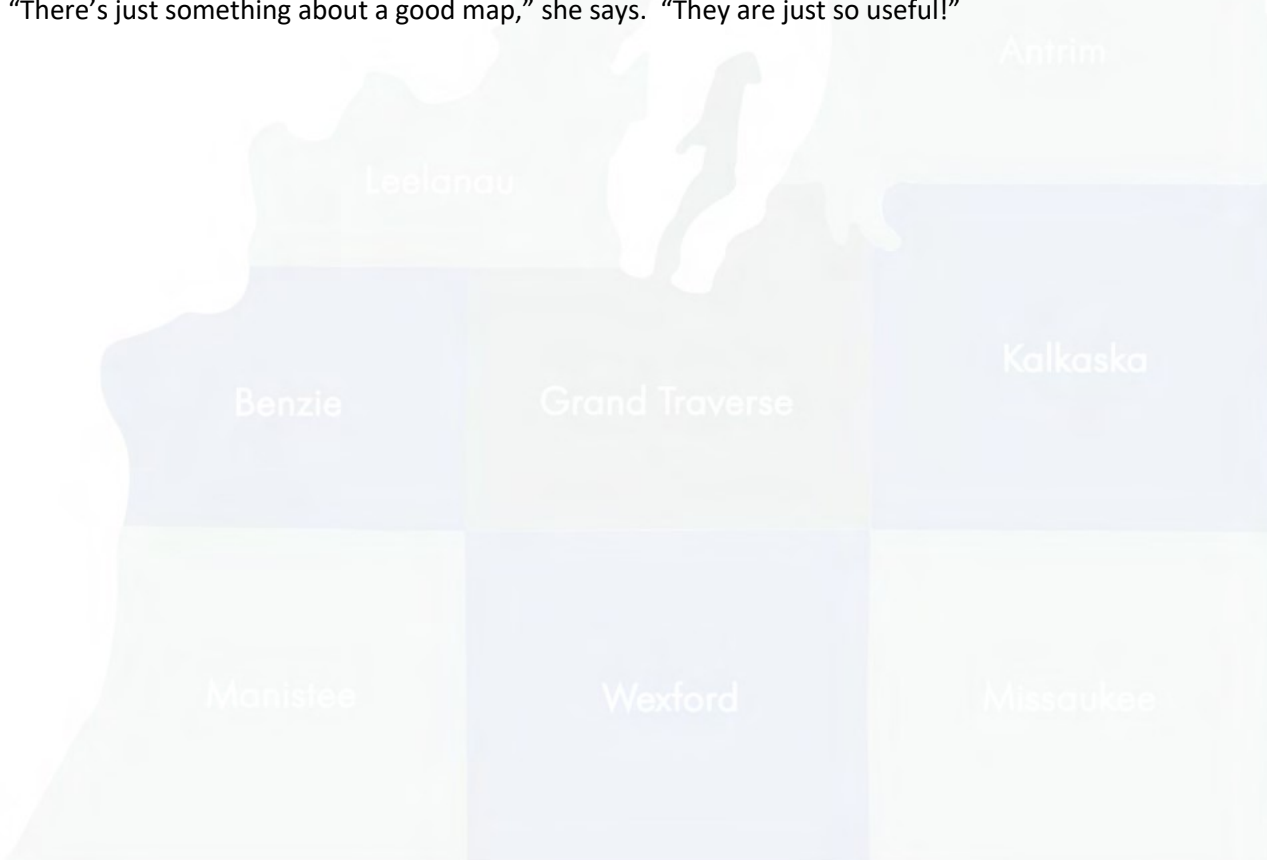 “There’s just something about a good map,” she says.  “They are just so useful!”
Antrim
Leelanau
Kalkaska
Benzie
Grand Traverse
Manistee
Wexford
Missaukee